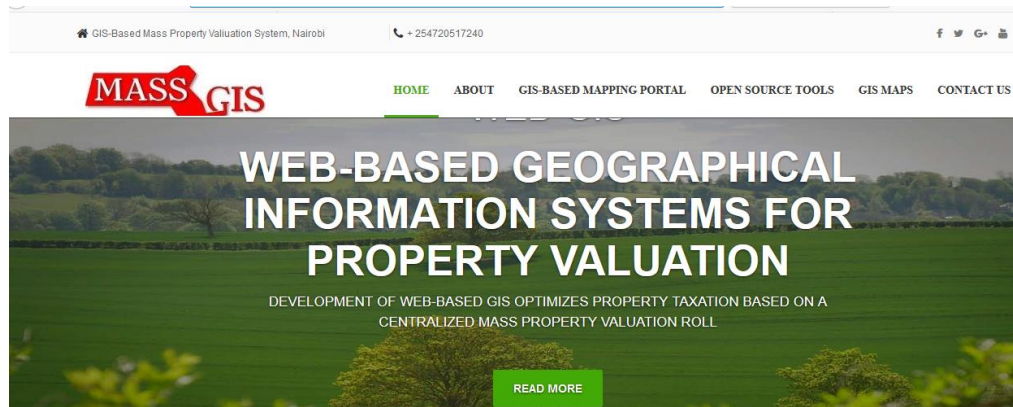 GIS-Based Mass Property Valiuation System, Nairobi
+ 254720517240
MASS GIS
HOME ABOUT GIS-BASED MAPPING PORTAL OPEN SOURCE TOOLS GIS MAPS CONTACT US
WEB-BASED GEOGRAPHICAL
INFORMATION SYSTEMS FOR
PROPERTY VALUATION
DEVELOPMENT OF WEB-BASED GIS OPTIMIZES PROPERTY TAXATION BASED ON A
CENTRALIZED MASS PROPERTY VALUATION ROLL
READ MORE